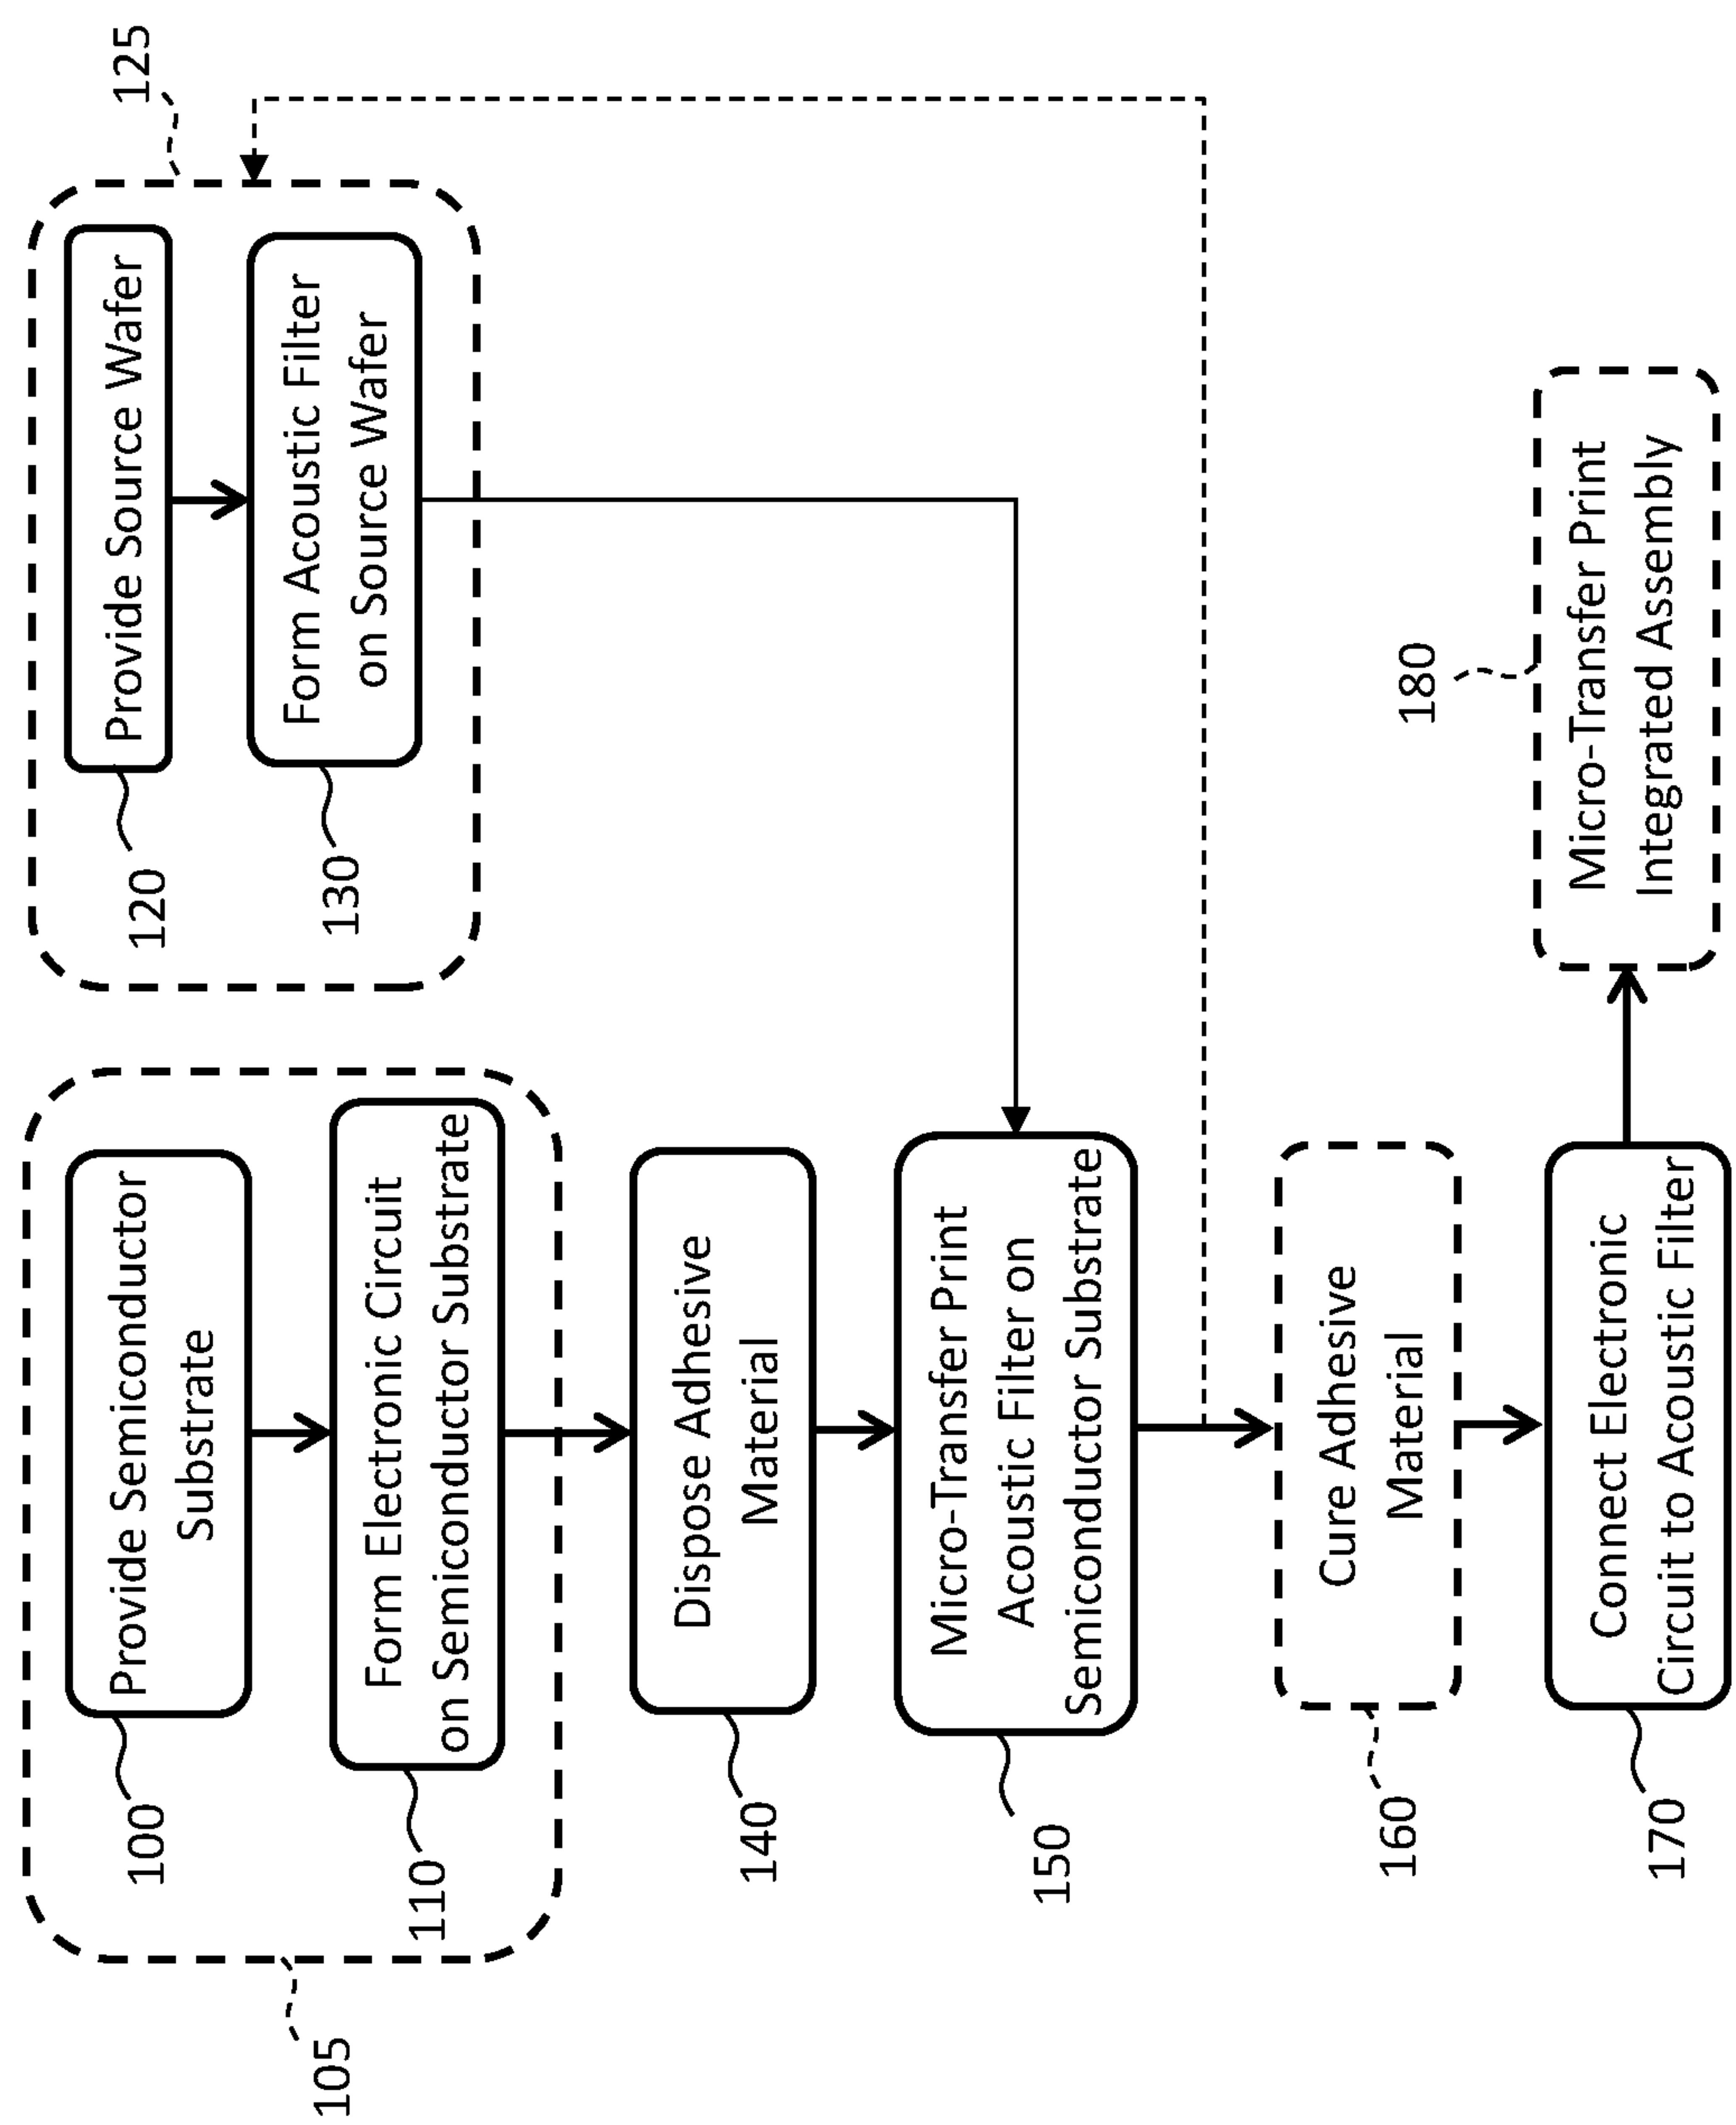 105
100
Provide Semiconductor
Substrate
110
Form Electronic Circuit
on Semiconductor Substrate
125
120
Provide Source Wafer
130
Form Acoustic Filter
on Source Wafer
140
Dispose Adhesive
Material
150
Micro-Transfer Print
Acoustic Filter on
Semiconductor Substrate
160
Cure Adhesive
Material
170
Connect Electronic
Circuit to Acoustic Filter
180
Micro-Transfer Print
Integrated Assembly